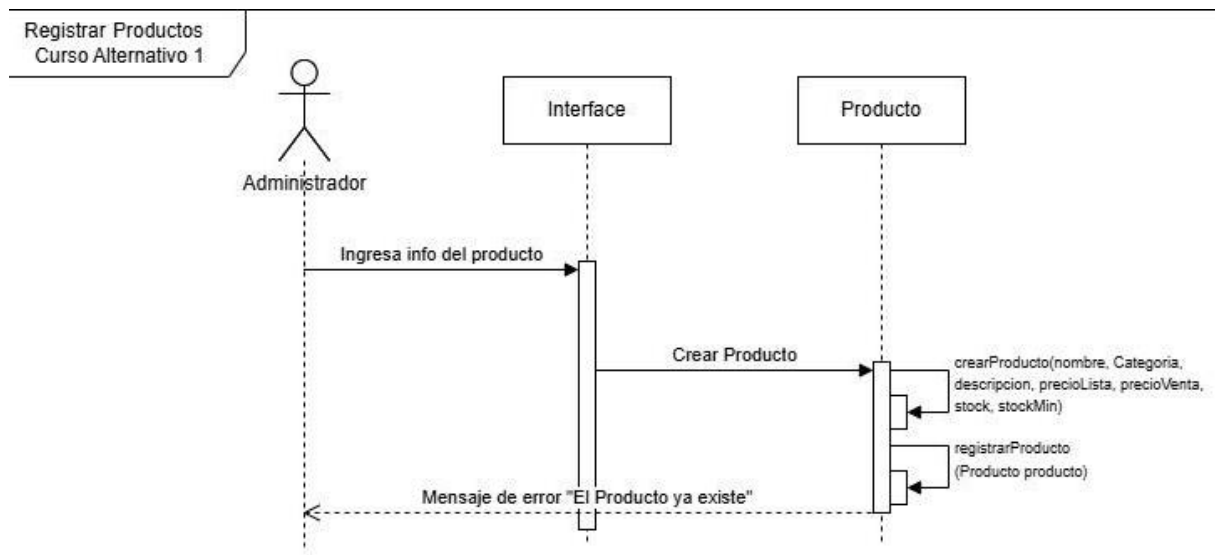 Registrar Productos
Curso Alternativo 1
Administrador
Interface
Producto
Ingresa info del producto
Crear Producto
crearProducto(nombre, Categoria,
descripcion, precioLista, precioVenta,
stock, stockMin)
registrarProducto
(Producto producto)
Mensaje de error "El Producto ya existe"